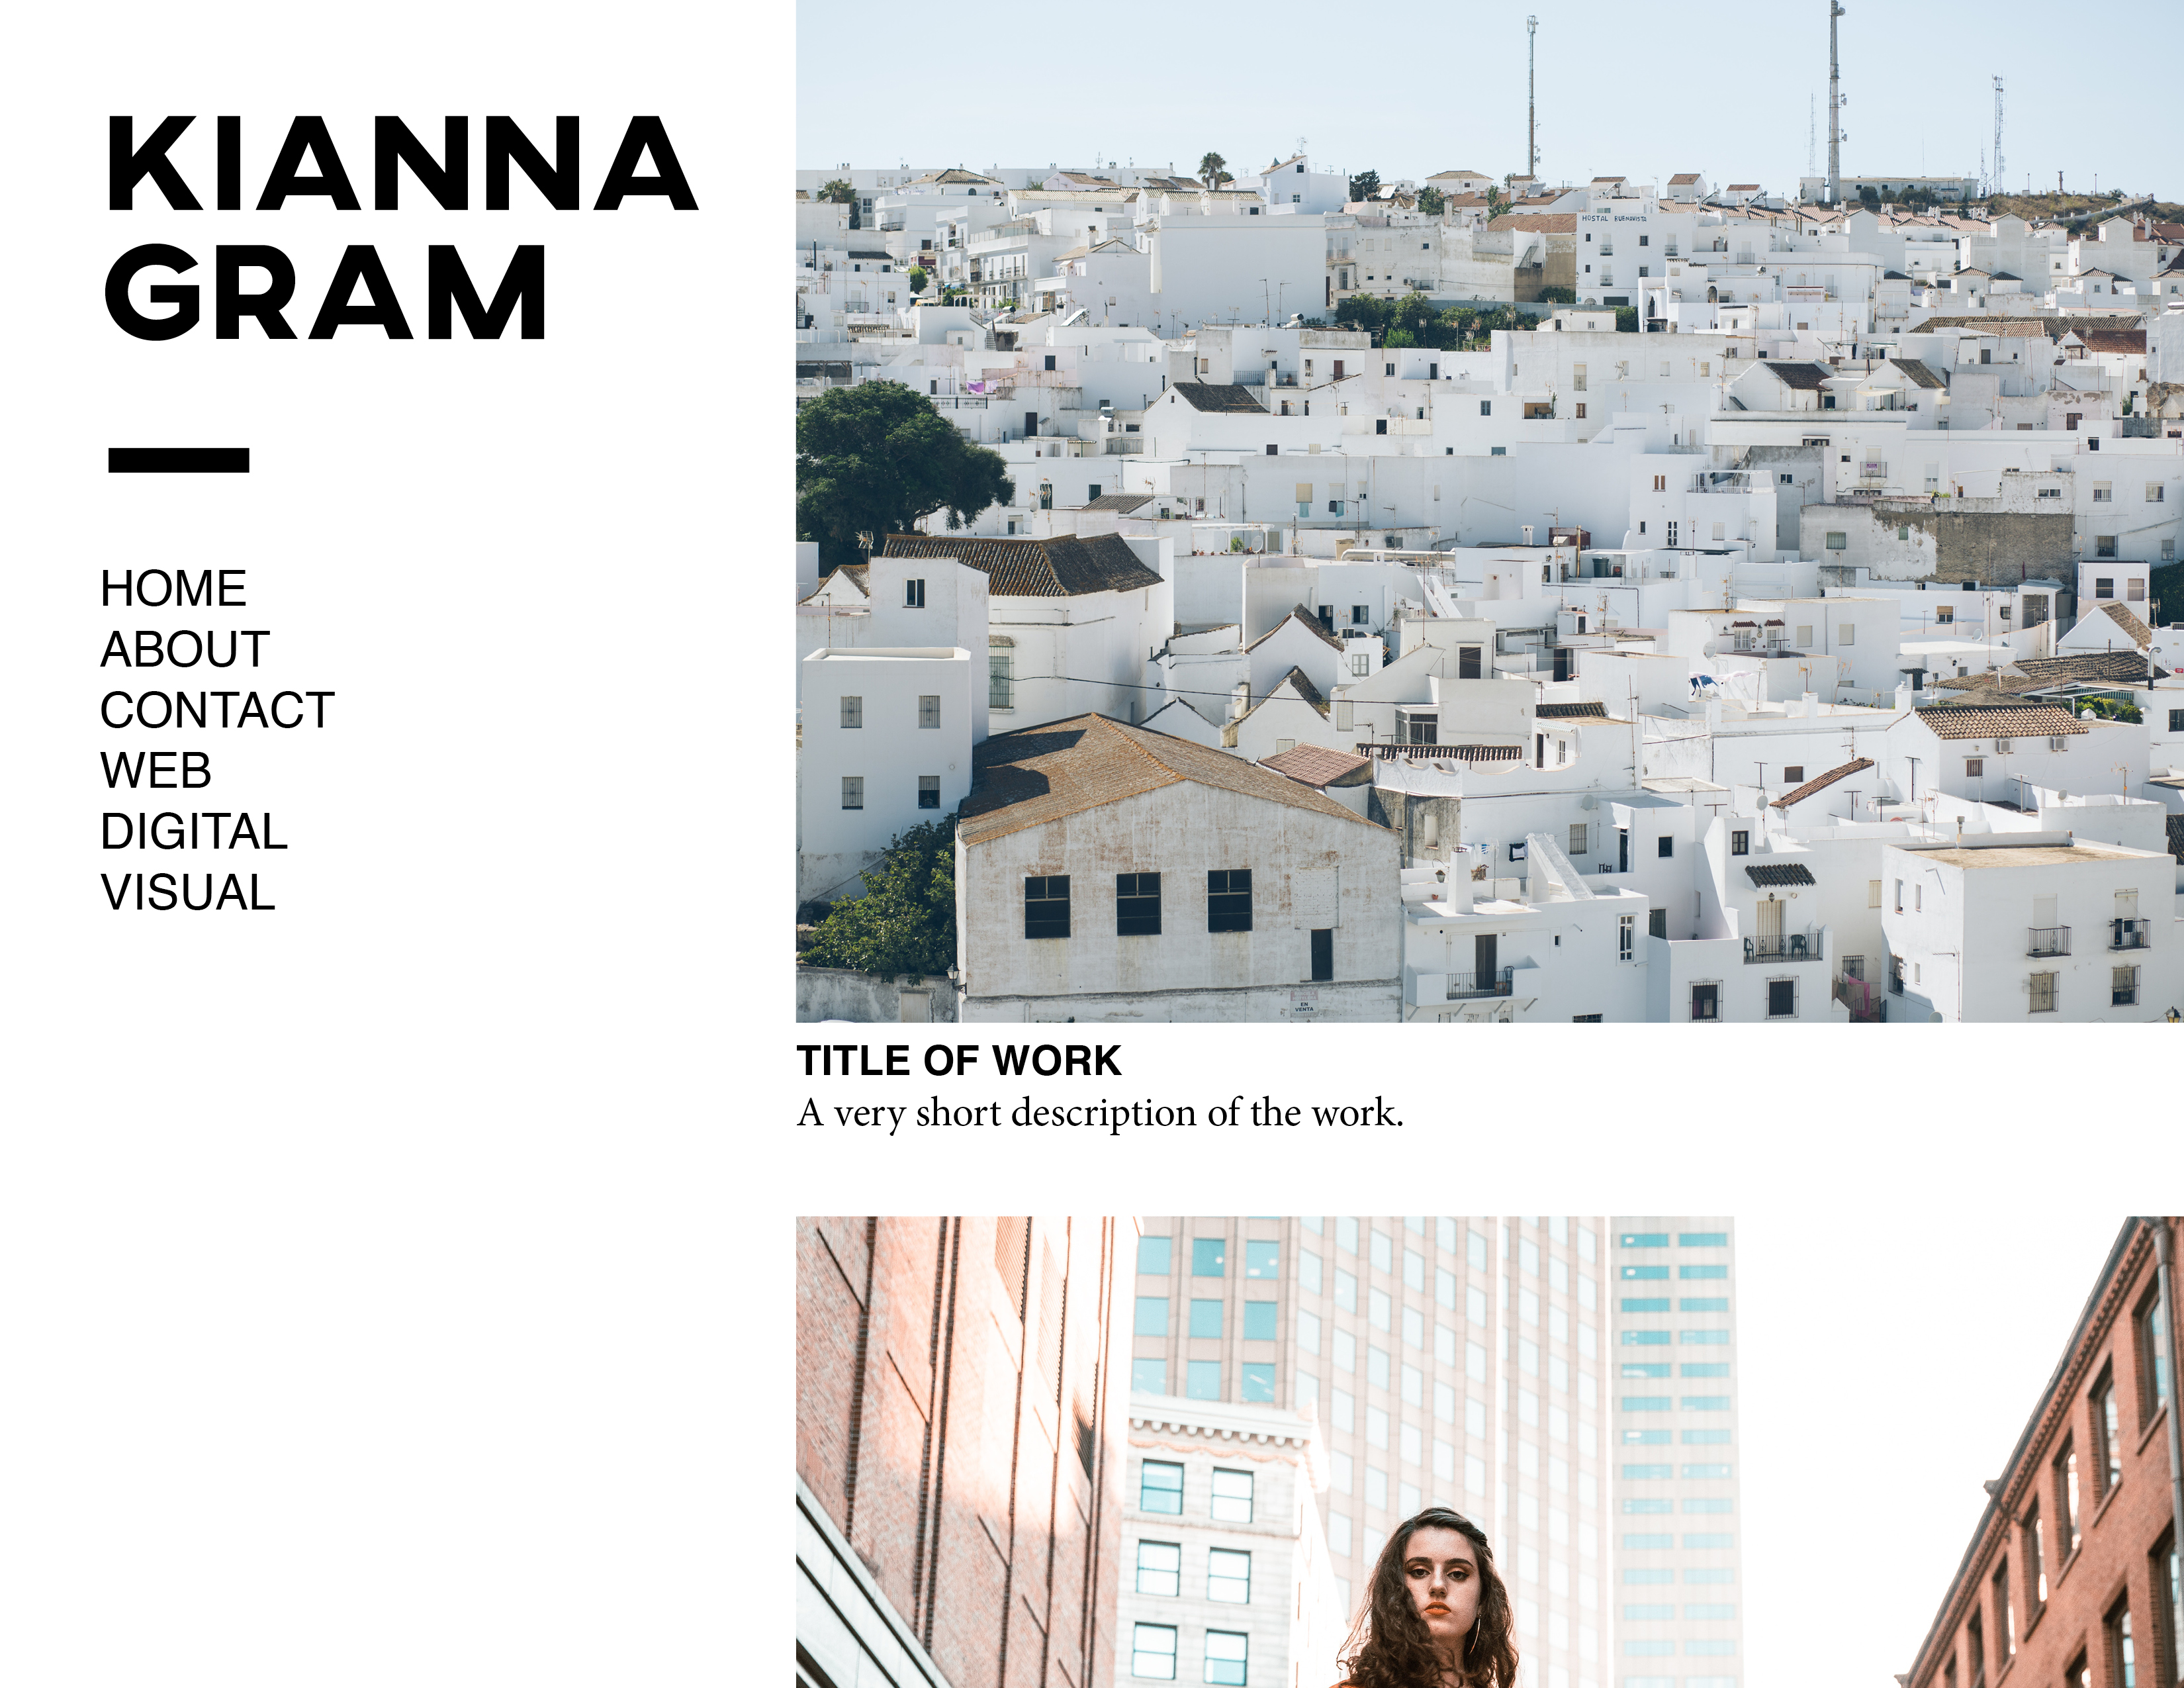 KIANNA
GRAM
HOME
ABOUT
CONTACT
WEB
DIGITAL
VISUAL
HOSTAL BUENAVISTA
EN
VENTA
TITLE OF WORK
A very short description of the work.